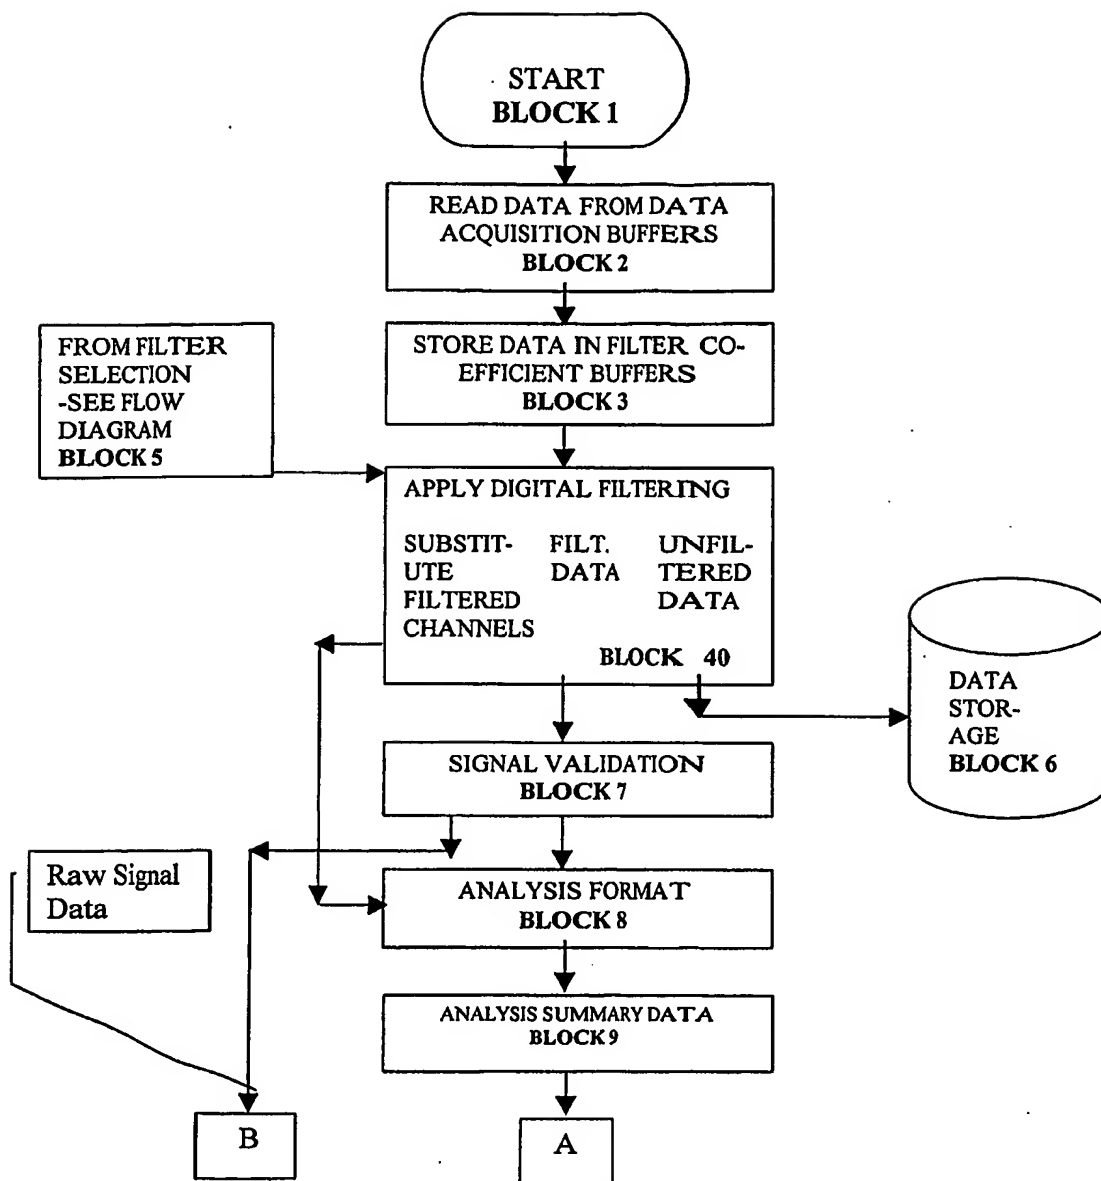 START
BLOCK 1
READ DATA FROM DATA
ACQUISITION BUFFERS
BLOCK 2
STORE DATA IN FILTER CO-
EFFICIENT BUFFERS
BLOCK 3
FROM FILTER
SELECTION
-SEE FLOW
DIAGRAM
BLOCK 5
APPLY DIGITAL FILTERING
SUBSTIT-
UTE
FILTERED
CHANNELS
FILT.
DATA
UNFIL-
TERED
DATA
BLOCK 40
DATA
STOR-
AGE
BLOCK 6
SIGNAL VALIDATION
BLOCK 7
Raw Signal
Data
ANALYSIS FORMAT
BLOCK 8
ANALYSIS SUMMARY DATA
BLOCK 9
B
A